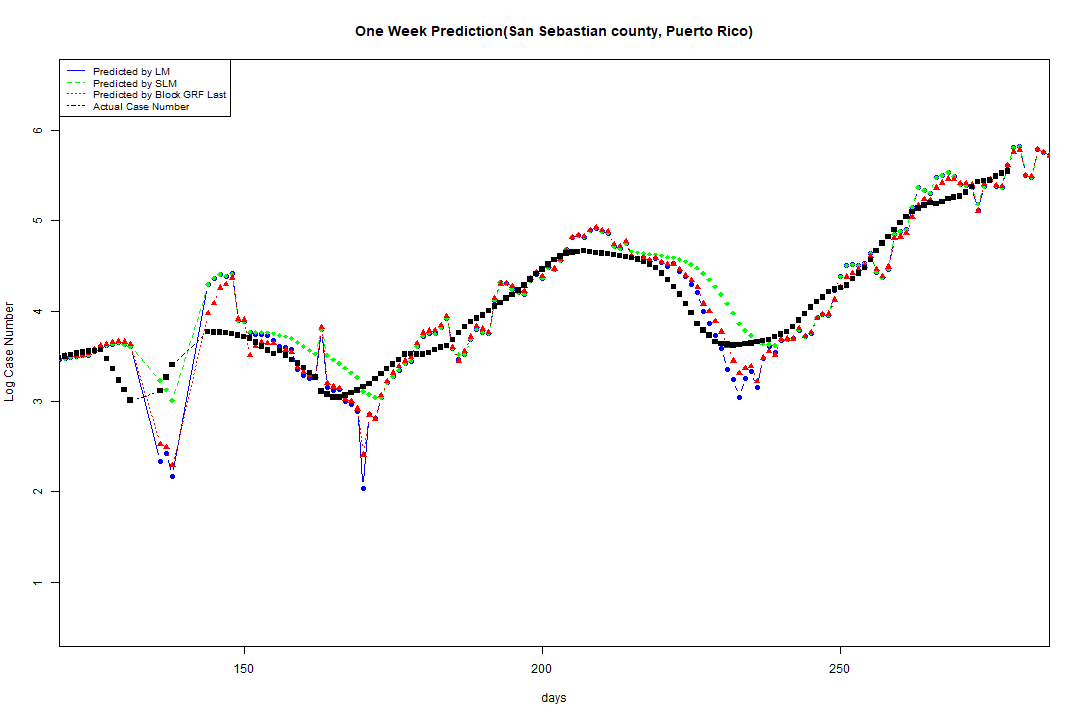 One Week Prediction(San Sebastian county, Puerto Rico)
Predicted by LM
Predicted by SLM
Predicted by Block GRF Last
Actual Case Number
6
5
4
3
2
1
Log Case Number
150 200 250
days